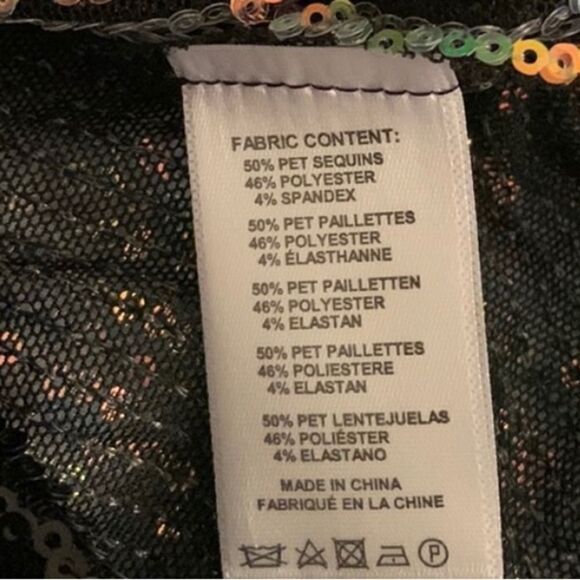 FABRIC CONTENT:
50% PET SEQUINS
46% POLYESTER
4% SPANDEX
50% PET PAILLETTES
46% POLYESTER
4% ÉLASTHANNE
50% PET PAILLETTEN
46% POLYESTER
4% ELASTAN
50% PET PAILLETTES
46% POLIESTERE
4% ELASTAN
50% PET LENTEJUELAS
46% POLIÉSTER
4% ELASTANO
MADE IN CHINA
FABRIQUÉ EN LA CHINE
P